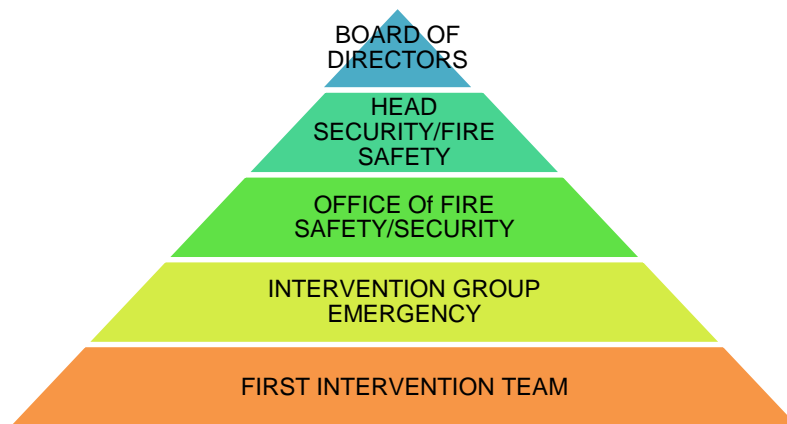 BOARD OF
DIRECTORS
HEAD
SECURITY/FIRE
SAFETY
OFFICE Of FIRE
SAFETY/SECURITY
INTERVENTION GROUP
EMERGENCY
FIRST INTERVENTION TEAM